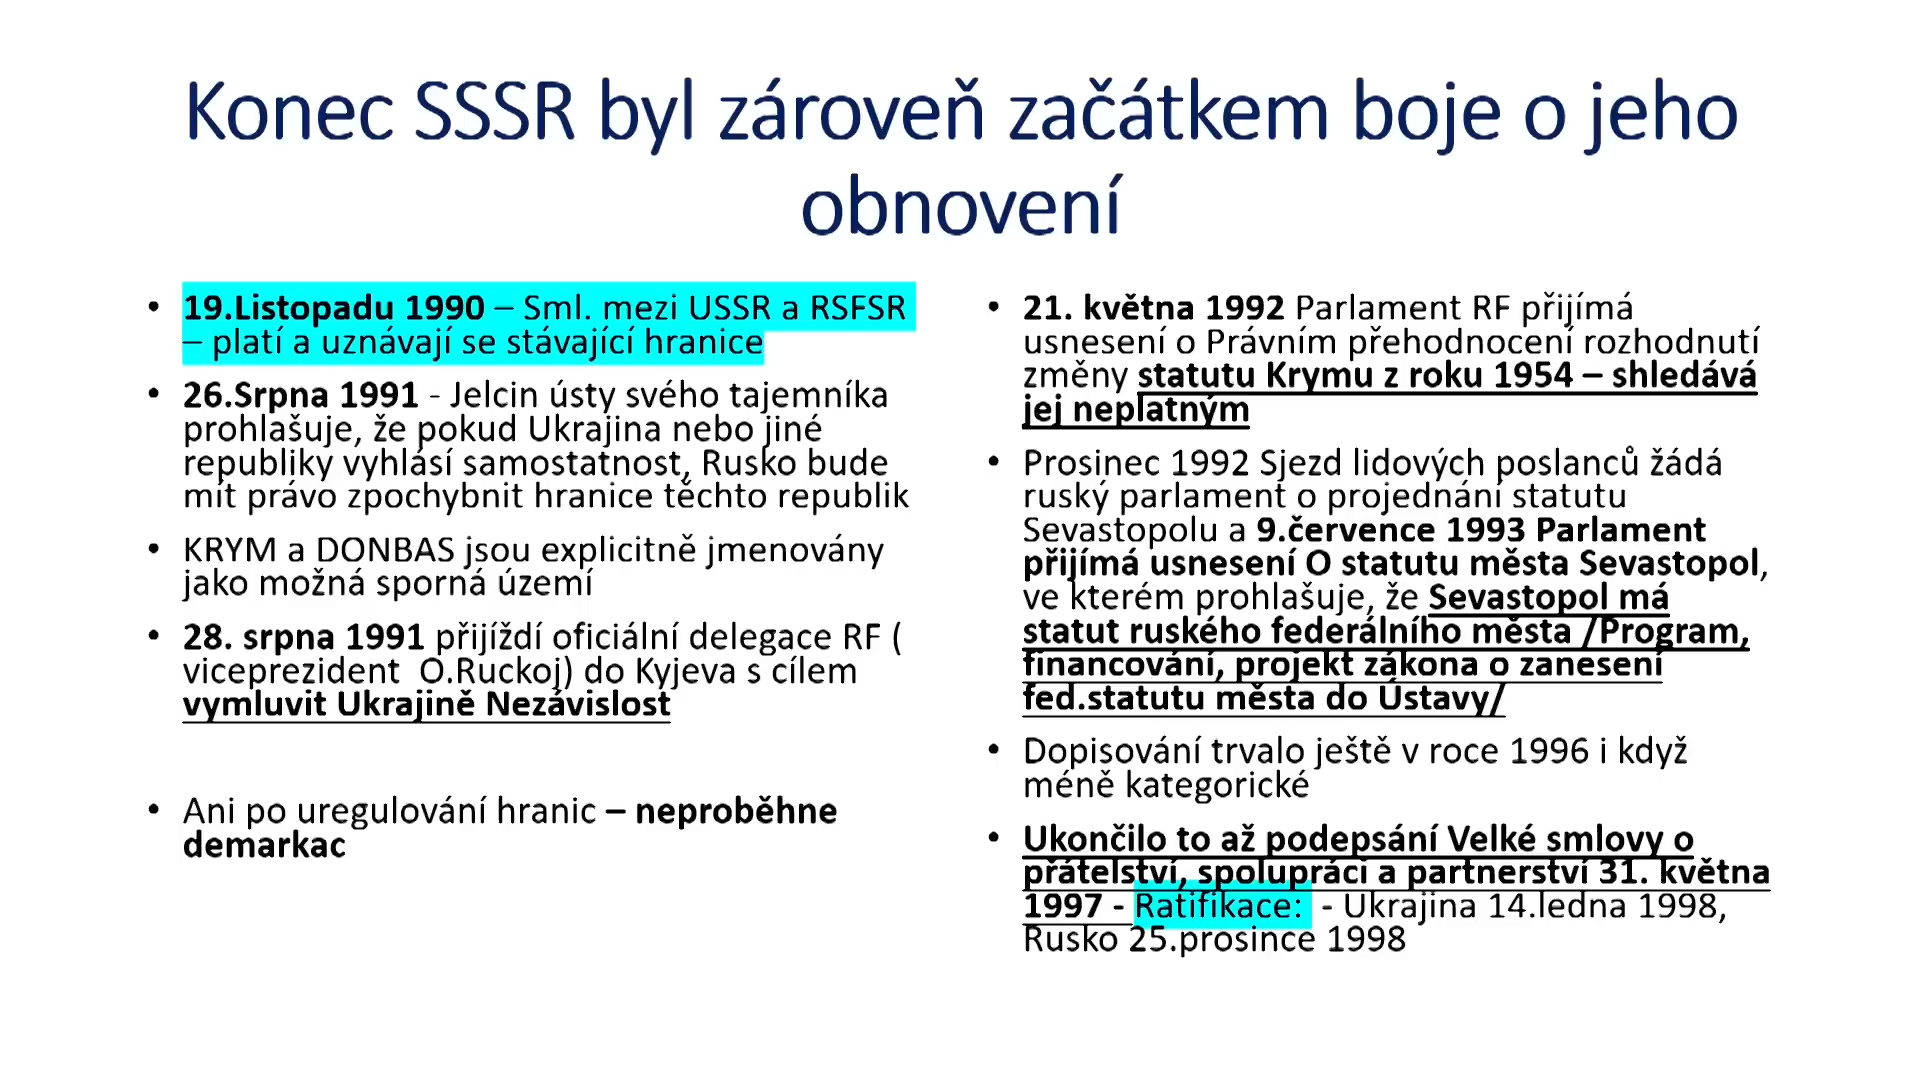 Konec SSSR byl zároveň začátkem boje o jeho
obnovení
• 19.Listopadu 1990 – Sml. mezi USSR a RSFSR
– platí a uznávají se stávající hranice
• 26.Srpna 1991 - Jelcin ústy svého tajemníka
prohlašuje, že pokud Ukrajina nebo jiné
republiky vyhlásí samostatnost, Rusko bude
mít právo zpochybnit hranice těchto republik
• KRYM a DONBAS jsou explicitně jmenovány
jako možná sporná území
• 28. srpna 1991 přijíždí oficiální delegace RF (
viceprezident O.Ruckoj) do Kyjeva s cílem
vymluvit Ukrajině Nezávislost
• Ani po uregulování hranic – neproběhne
demarkac
• 21. května 1992 Parlament RF přijímá
usnesení o Právním přehodnocení rozhodnutí
změny statutu Krymu z roku 1954 – shledává
jej neplatným
• Prosinec 1992 Sjezd lidových poslanců žádá
ruský parlament o projednání statutu
Sevastopolu a 9.července 1993 Parlament
přijímá usnesení O statutu města Sevastopol,
ve kterém prohlašuje, že Sevastopol má
statut ruského federálního města /Program,
financování, projekt zákona o zanesení
fed.statutu města do Ústavy/
• Dopisování trvalo ještě v roce 1996 i když
méně kategorické
• Ukončilo to až podepsání Velké smlovy o
přátelství, spolupráci a partnerství 31. května
1997 - Ratifikace: - Ukrajina 14.ledna 1998,
Rusko 25.prosince 1998